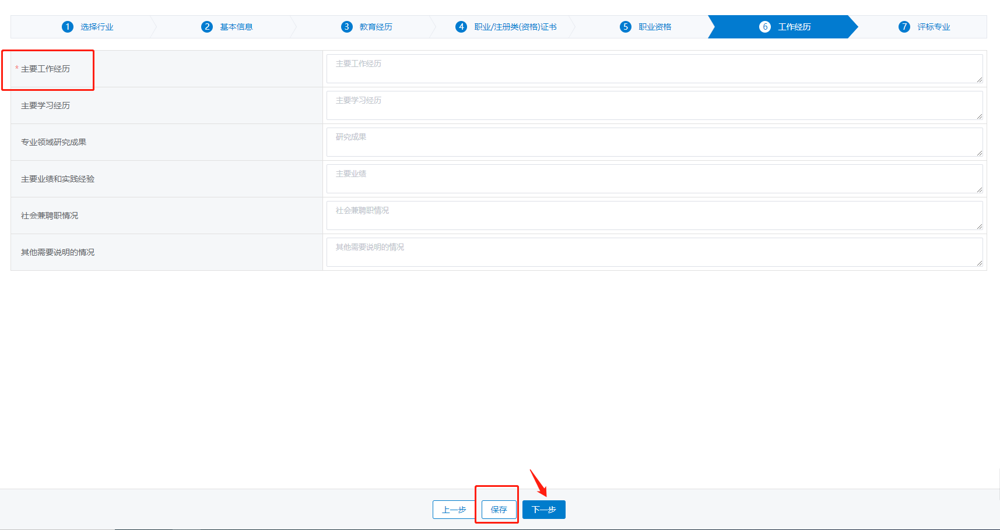 1 选择行业 2 基本信息 3 教育经历 4 职业/注册类(资格)证书 5 职业资格 6 工作经历 7 评标专业
* 主要工作经历 主要工作经历
主要学习经历 主要学习经历
专业领域研究成果 研究成果
主要业绩和实践经验 主要业绩
社会兼聘职情况 社会兼聘职情况
其他需要说明的情况 其他需要说明的情况
上一步 保存 下一步